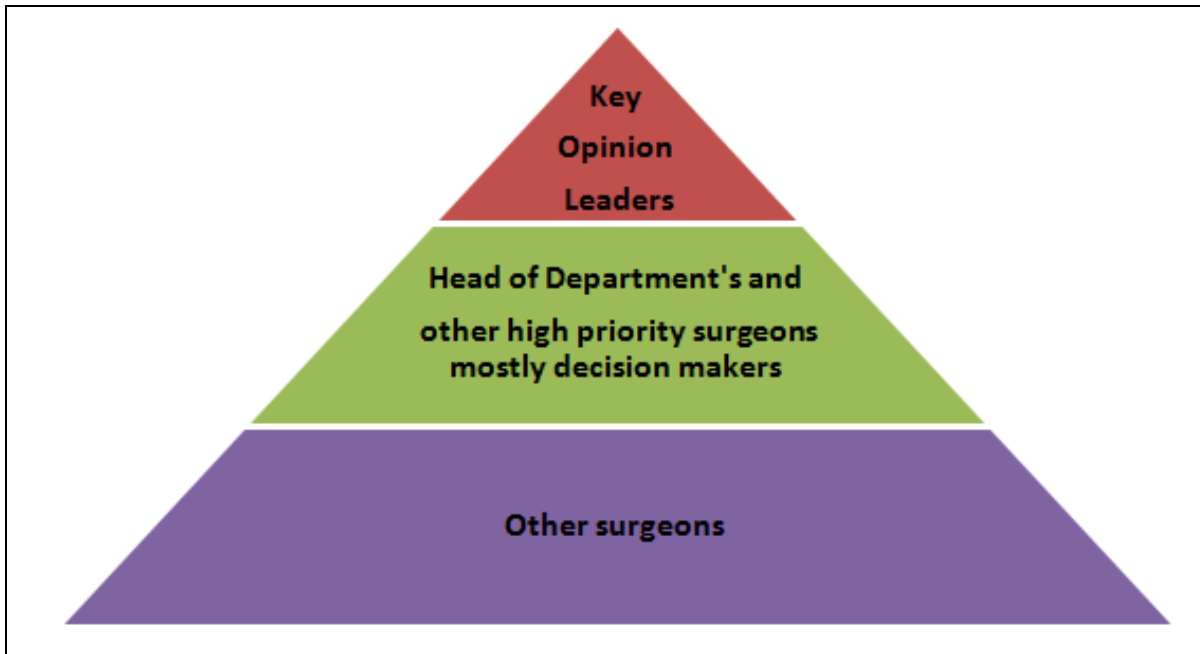 Key
Opinion
Leaders
Head of Department's and
other high priority surgeons
mostly decision makers
Other surgeons